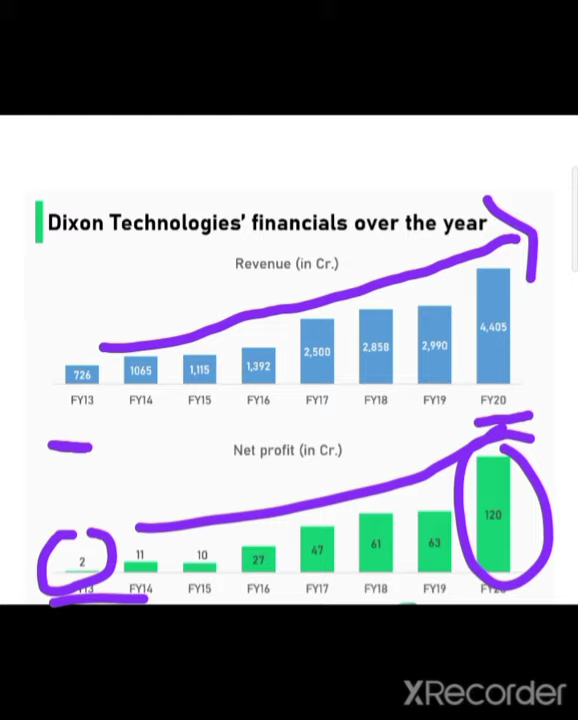 Dixon Technologies' financials over the year
Revenue (in Cr.)
726 1065 1,115 1,392 2,500 2,858 2,990 4,405
FY13 FY14 FY15 FY16 FY17 FY18 FY19 FY20
Net profit (in Cr.)
2 11 10 27 47 61 63 120
FY14 FY15 FY16 FY17 FY18 FY19
XRecorder